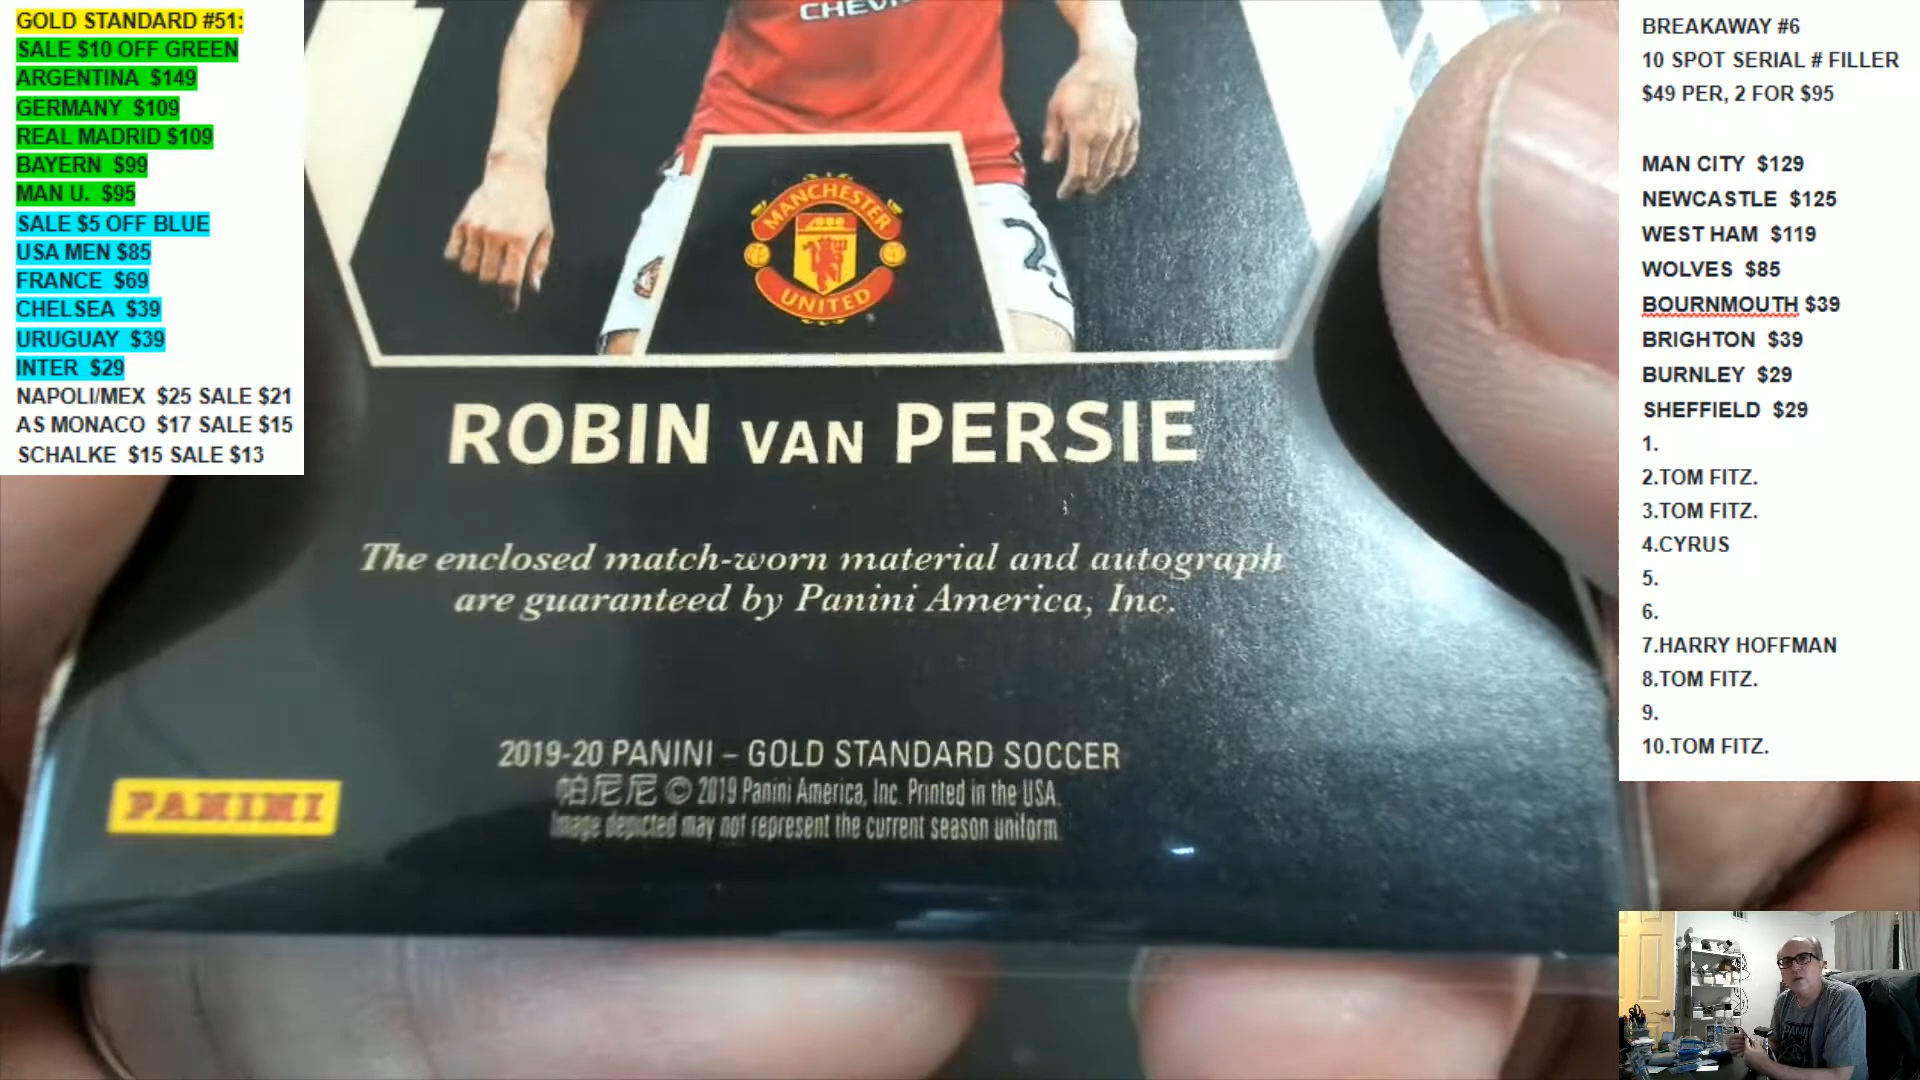 GOLD STANDARD #51:
SALE $10 OFF GREEN
ARGENTINA $149
GERMANY $109
REAL MADRID $109
BAYERN $99
MAN U. $95
SALE $5 OFF BLUE
USA MEN $85
FRANCE $69
CHELSEA $39
URUGUAY $39
INTER $29
NAPOLI/MEX $25 SALE $21
AS MONACO $17 SALE $15
SCHALKE $15 SALE $13
MANCHESTER
UNITED
ROBIN VAN PERSIE
The enclosed match-worn material and autograph
are guaranteed by Panini America, Inc.
2019-20 PANINI – GOLD STANDARD SOCCER
帕尼尼 © 2019 Panini America, Inc. Printed in the USA.
Image depicted may not represent the current season uniform.
PANINI
BREAKAWAY #6
10 SPOT SERIAL # FILLER
$49 PER, 2 FOR $95
MAN CITY $129
NEWCASTLE $125
WEST HAM $119
WOLVES $85
BOURNMOUTH $39
BRIGHTON $39
BURNLEY $29
SHEFFIELD $29
1.
2.TOM FITZ.
3.TOM FITZ.
4.CYRUS
5.
6.
7.HARRY HOFFMAN
8.TOM FITZ.
9.
10.TOM FITZ.